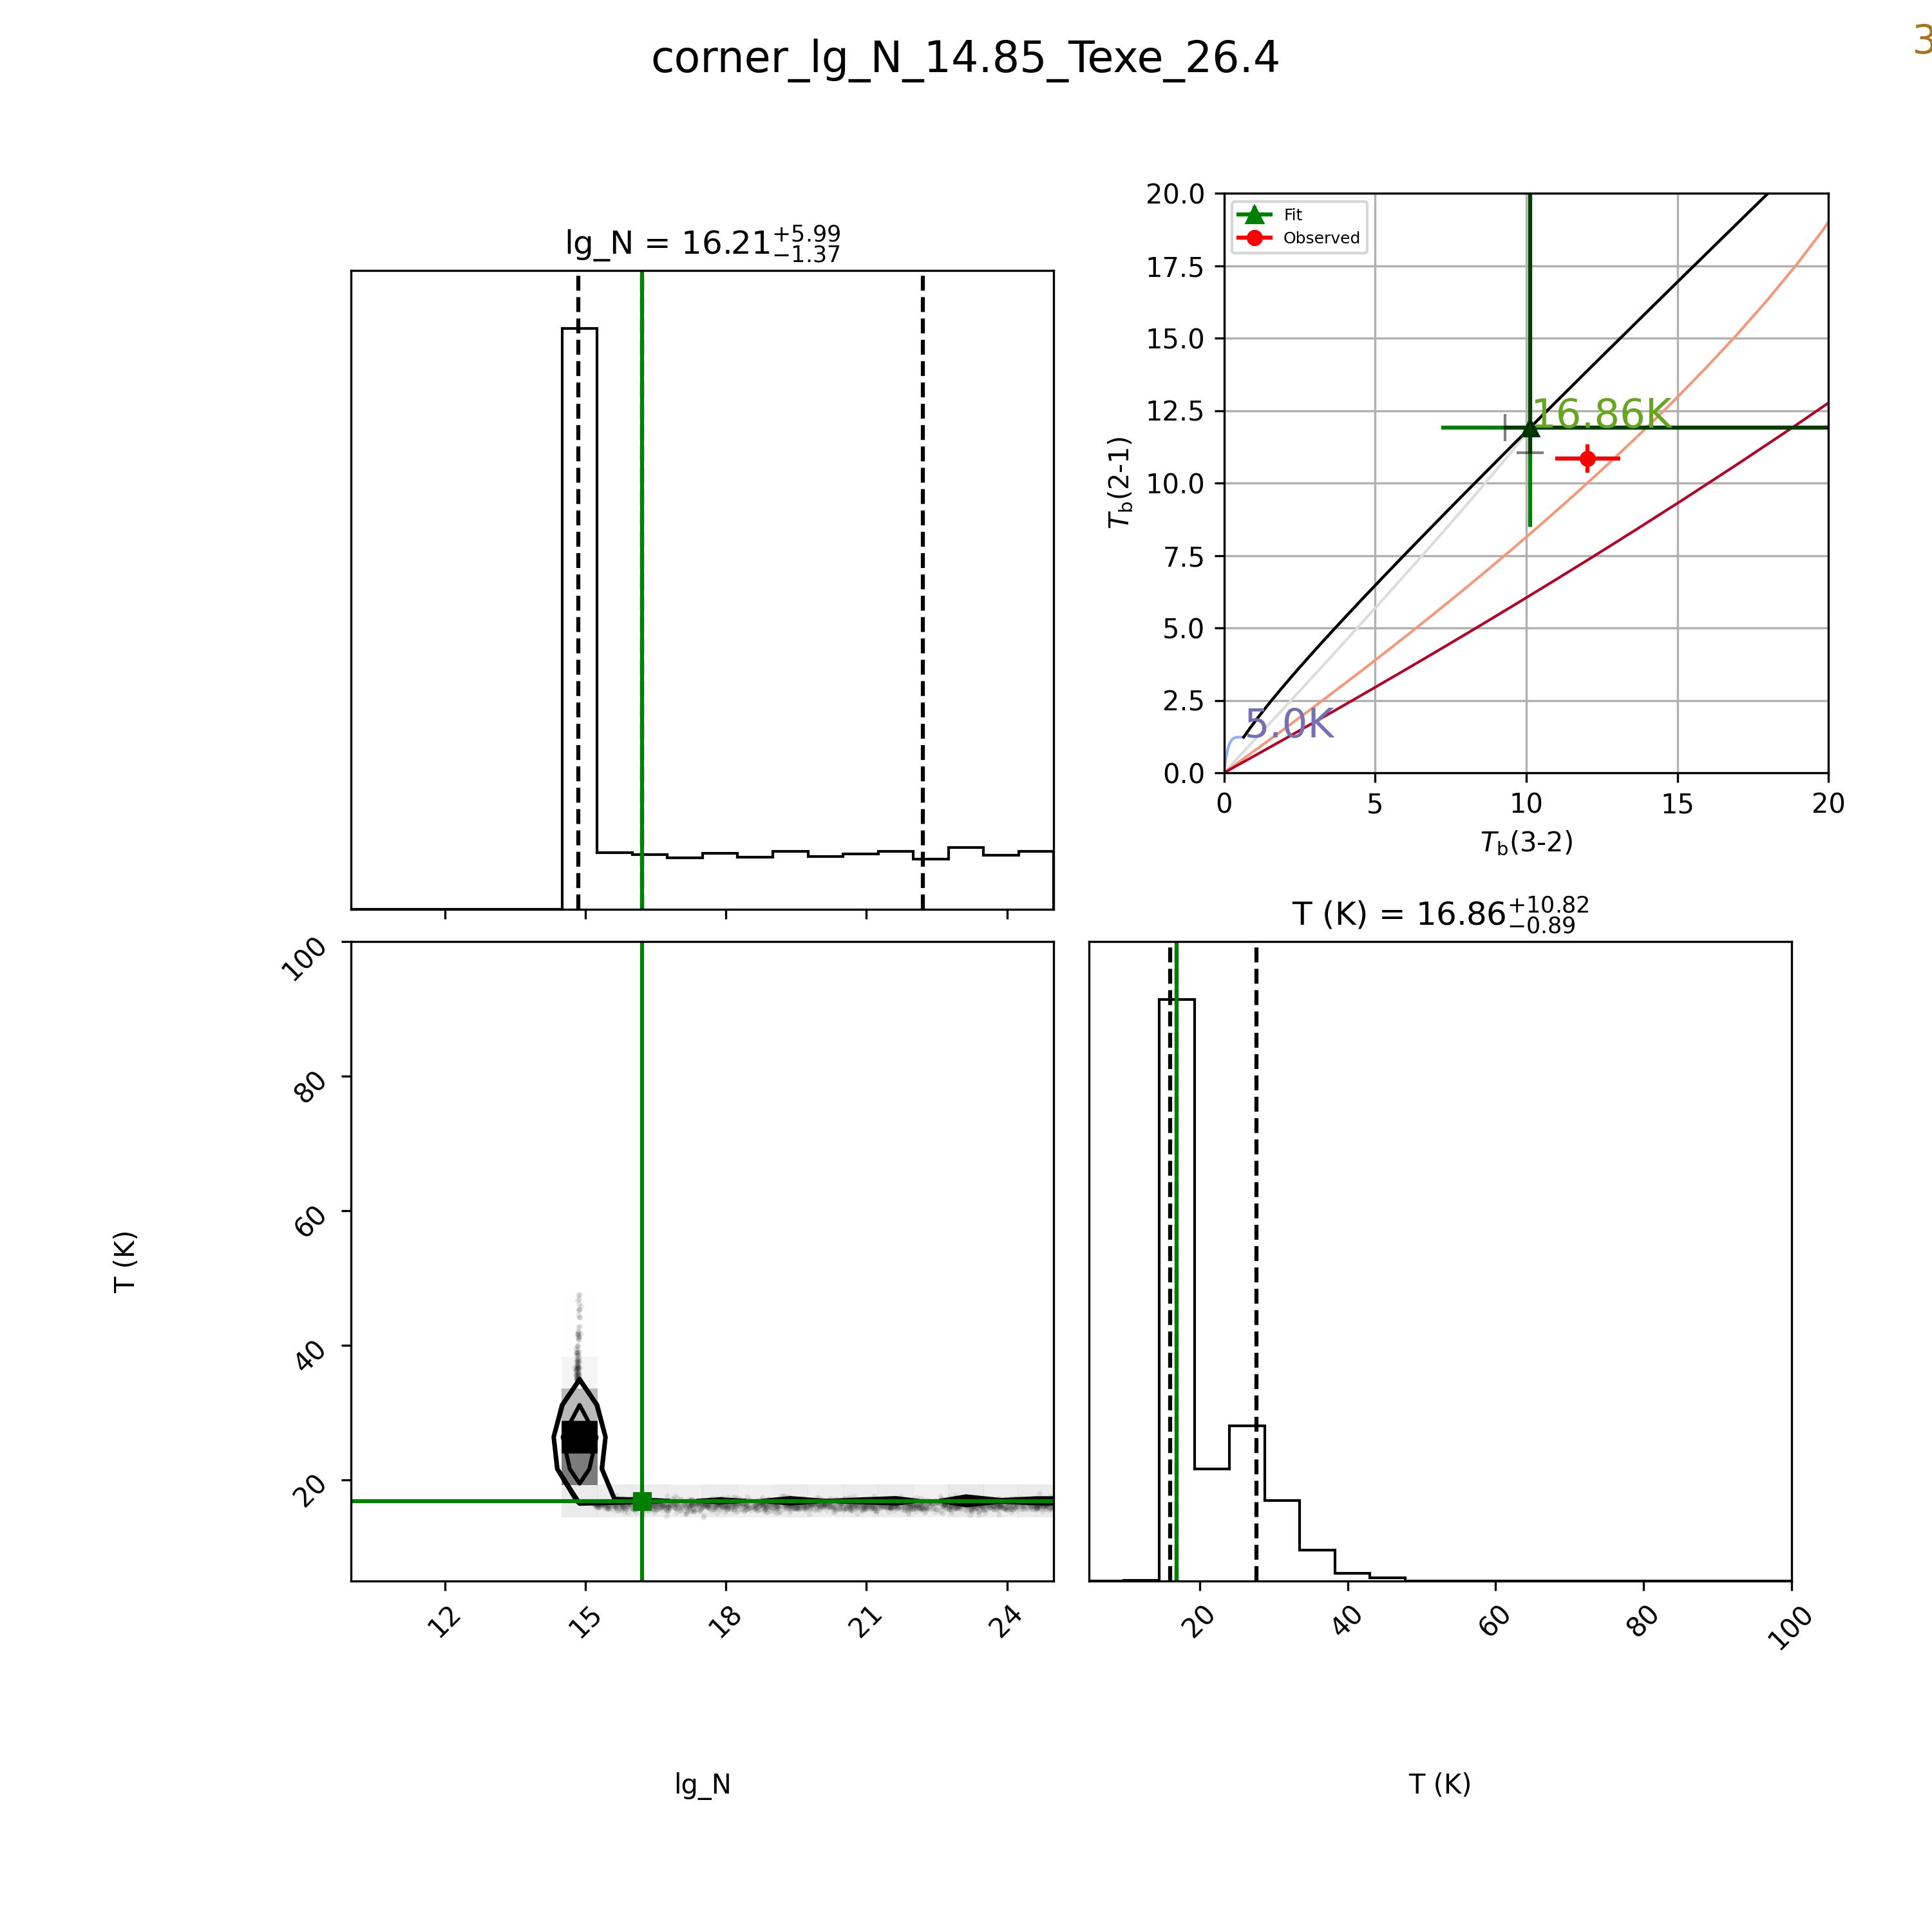 corner_lg_N_14.85_Texe_26.4
3
lg_N = 16.21+5.99−1.37
20.0
17.5
15.0
12.5
10.0
7.5
5.0
2.5
0.0
Tb(2-1)
Fit
Observed
16.86K
5.0K
0 5 10 15 20
Tb(3-2)
T (K) = 16.86+10.82−0.89
100
80
60
40
20
T (K)
12 15 18 21 24
lg_N
20 40 60 80 100
T (K)